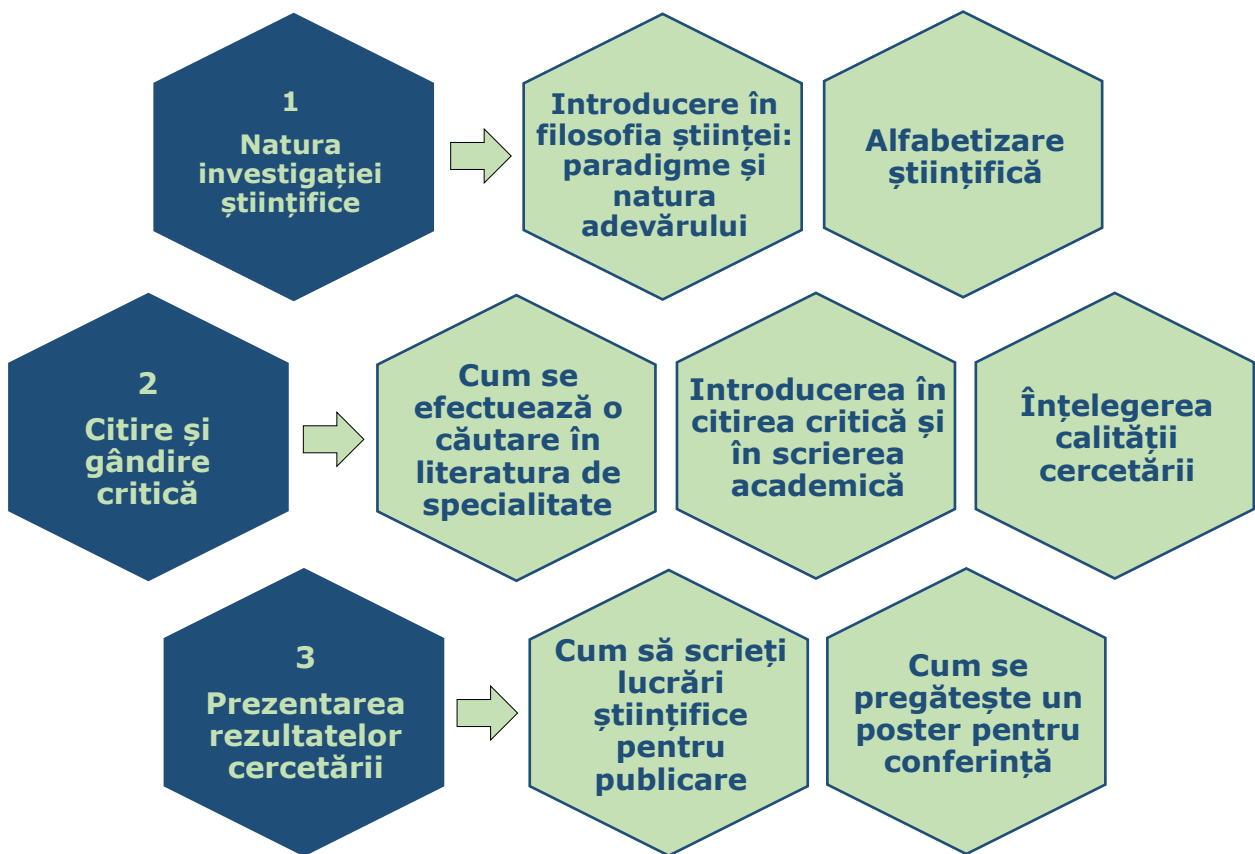 1
Natura
investigației
științifice
Introducere în
filosofia științei:
paradigme și
natura
adevărului
Alfabetizare
științifică
2
Citire și
gândire
critică
Cum se
efectuează o
căutare în
literatura de
specialitate
Introducerea în
citirea critică și
în scrierea
academică
Înțelegerea
calității
cercetării
3
Prezentarea
rezultatelor
cercetării
Cum să scrieți
lucrări
științifice
pentru
publicare
Cum se
pregătește un
poster pentru
conferință